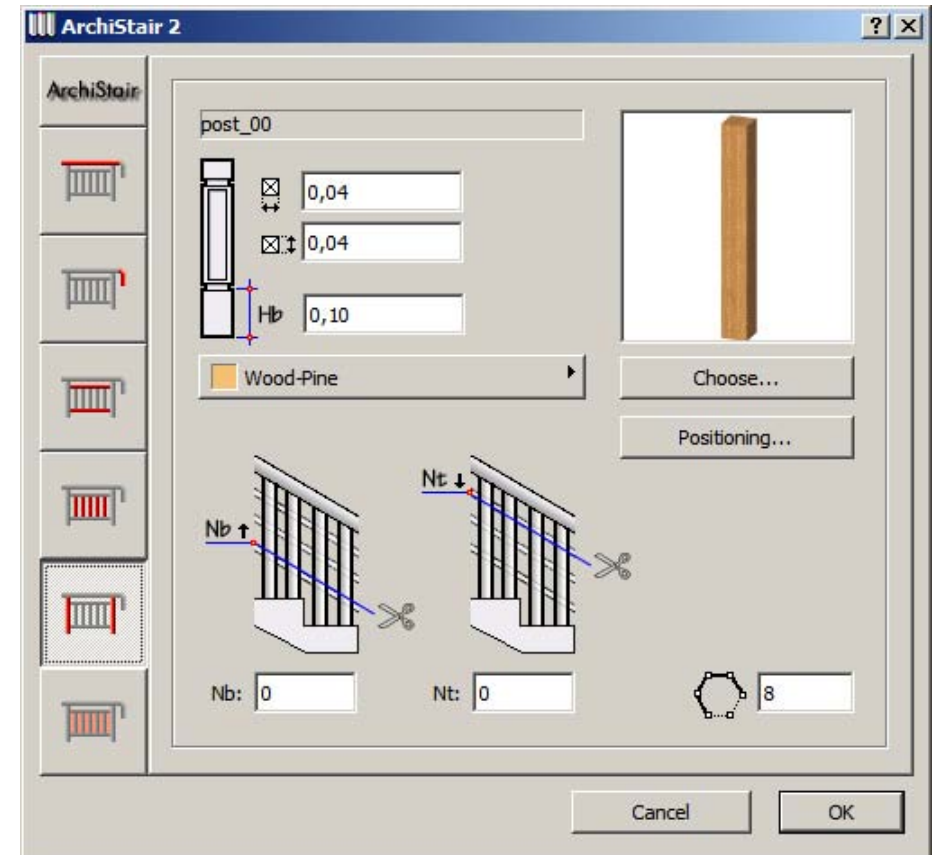 ArchiStair 2
ArchiStair
post_00
0,04
0,04
Hb 0,10
Wood-Pine
Choose...
Positioning...
Nb
Nt
Nb: 0
Nt: 0
8
Cancel
OK